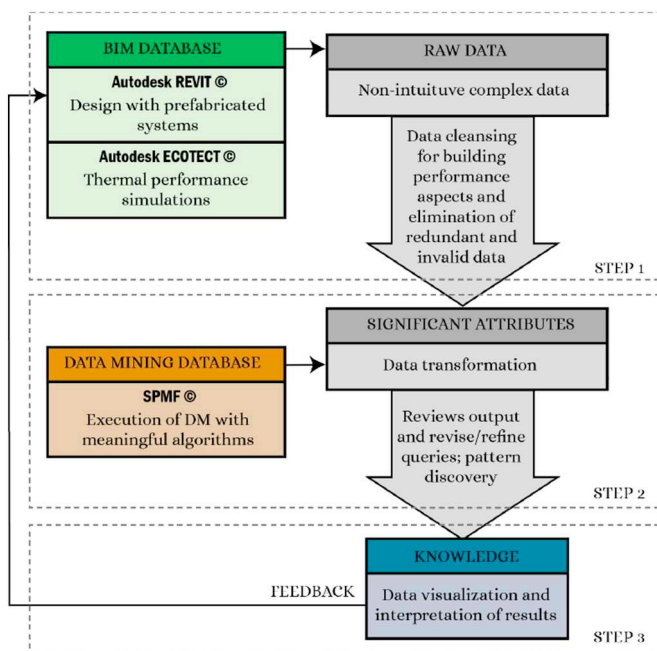 BIM DATABASE
Autodesk REVIT ©
Design with prefabricated
systems
Autodesk ECOTECT ©
Thermal performance
simulations
RAW DATA
Non-intuituve complex data
Data cleansing
for building
performance
aspects and
elimination of
redundant and
invalid data
STEP 1
SIGNIFICANT ATTRIBUTES
Data transformation
DATA MINING DATABASE
SPMF ©
Execution of DM with
meaningful algorithms
Reviews output
and revise/refine
queries; pattern
discovery
STEP 2
KNOWLEDGE
Data visualization and
interpretation of results
FEEDBACK
STEP 3